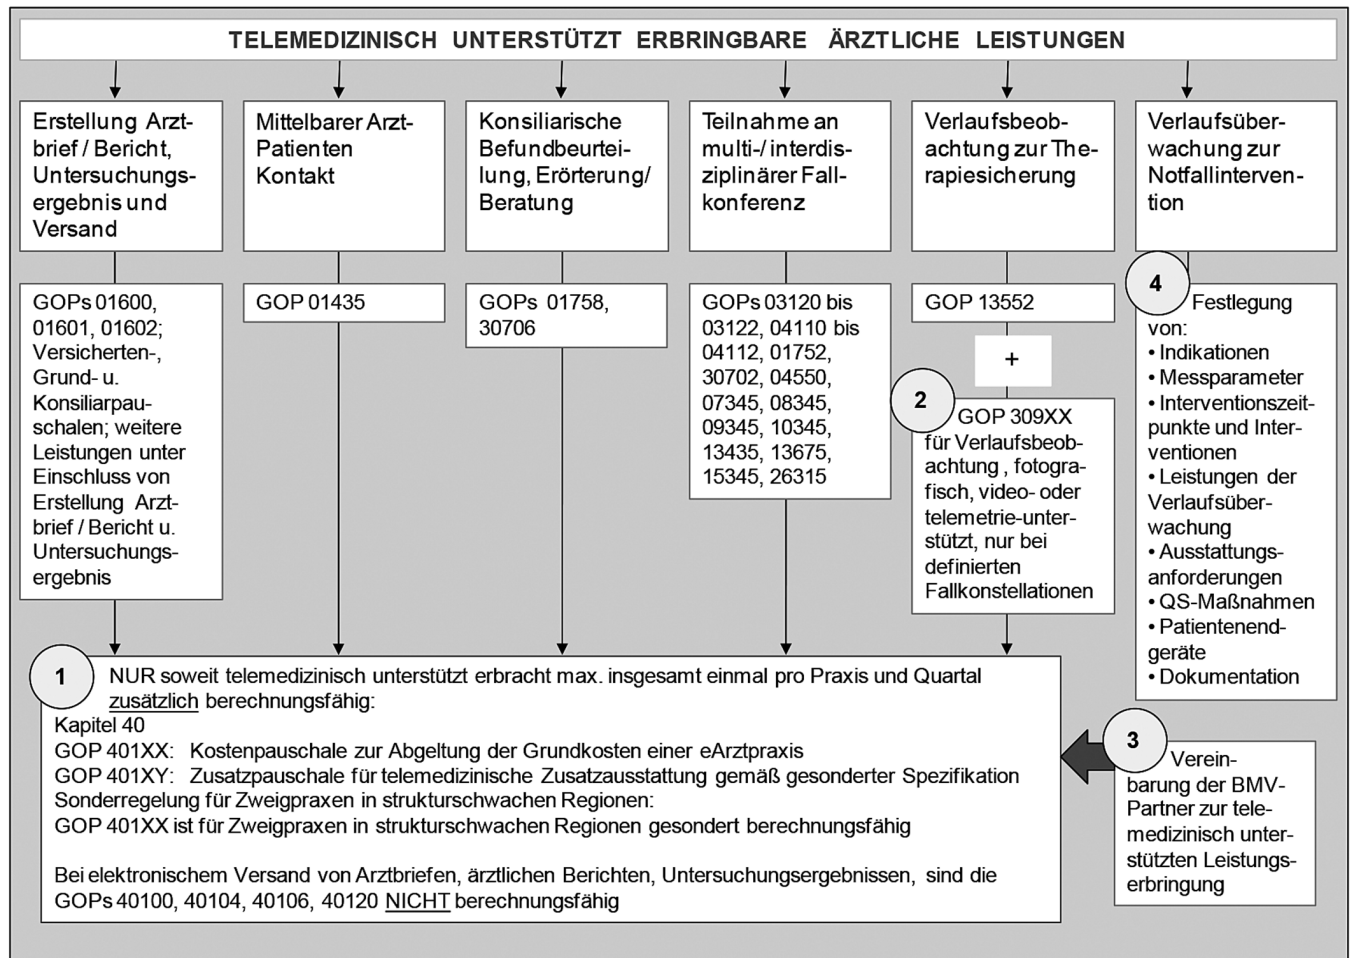 TELEMEDIZINISCH UNTERSTÜTZT ERBRINGBARE ÄRZTLICHE LEISTUNGEN
Erstellung Arzt-
brief / Bericht,
Untersuchungs-
ergebnis und
Versand
Mittelbarer Arzt-
Patienten
Kontakt
Konsiliarische
Befundbeurtei-
lung, Erörterung/
Beratung
Teilnahme an
multi-/ interdis-
ziplinärer Fall-
konferenz
Verlaufsbeob-
achtung zur The-
rapiesicherung
Verlaufsüber-
wachung zur
Notfallinterven-
tion
GOPs 01600,
01601, 01602;
Versicherten-,
Grund- u.
Konsiliarpau-
schalen; weitere
Leistungen unter
Einschluss von
Erstellung Arzt-
brief / Bericht u.
Untersuchungs-
ergebnis
GOP 01435
GOPs 01758,
30706
GOPs 03120 bis
03122, 04110 bis
04112, 01752,
30702, 04550,
07345, 08345,
09345, 10345,
13435, 13675,
15345, 26315
GOP 13552
+
2
GOP 309XX
für Verlaufsbeob-
achtung , fotogra-
fisch, video- oder
telemetrie-unter-
stützt, nur bei
definierten
Fallkonstellationen
4
Festlegung
von:
• Indikationen
• Messparameter
• Interventionszeit-
punkte und Inter-
ventionen
• Leistungen der
Verlaufsüber-
wachung
• Ausstattungs-
anforderungen
• QS-Maßnahmen
• Patientenend-
geräte
• Dokumentation
1
NUR soweit telemedizinisch unterstützt erbracht max. insgesamt einmal pro Praxis und Quartal
zusätzlich berechnungsfähig:
Kapitel 40
GOP 401XX: Kostenpauschale zur Abgeltung der Grundkosten einer eArztpraxis
GOP 401XY: Zusatzpauschale für telemedizinische Zusatzausstattung gemäß gesonderter Spezifikation
Sonderregelung für Zweigpraxen in strukturschwachen Regionen:
GOP 401XX ist für Zweigpraxen in strukturschwachen Regionen gesondert berechnungsfähig
Bei elektronischem Versand von Arztbriefen, ärztlichen Berichten, Untersuchungsergebnissen, sind die
GOPs 40100, 40104, 40106, 40120 NICHT berechnungsfähig
3
Verein-
barung der BMV-
Partner zur tele-
medizinisch unter-
stützten Leistungs-
erbringung